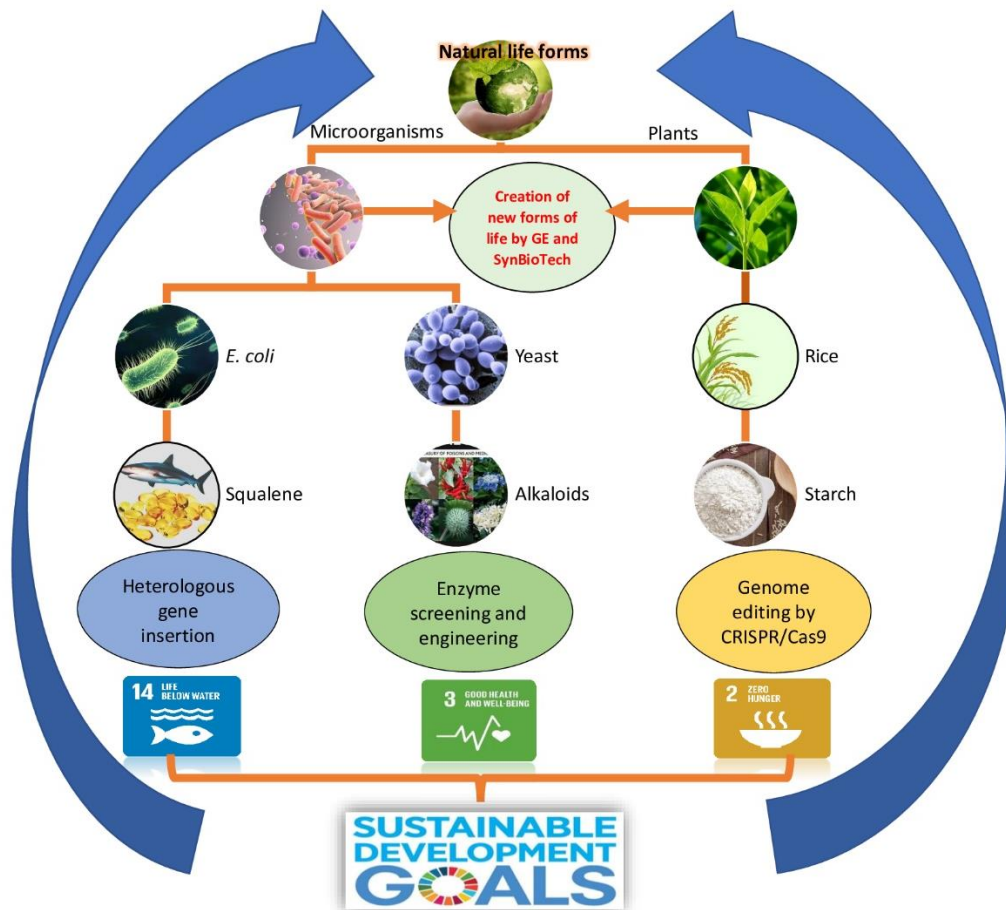 Natural life forms
Microorganisms
Plants
Creation of
new forms of
life by GE and
SynBioTech
E. coli
Yeast
Rice
Squalene
Alkaloids
Starch
Heterologous
gene
insertion
Enzyme
screening and
engineering
Genome
editing by
CRISPR/Cas9
14 LIFE
BELOW WATER
3 GOOD HEALTH
AND WELL-BEING
2 ZERO
HUNGER
SUSTAINABLE
DEVELOPMENT
GOALS